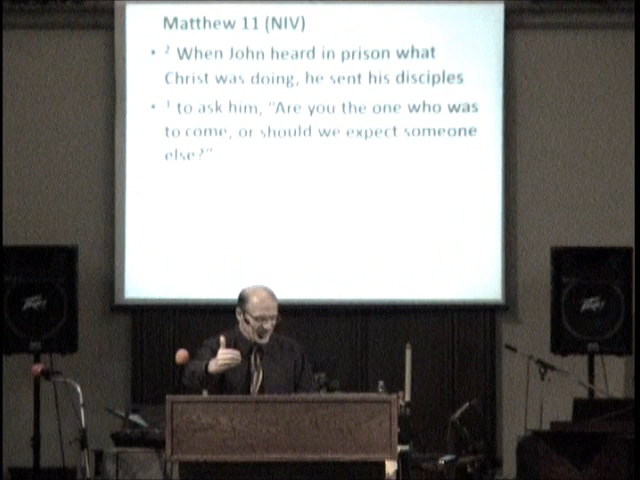 Matthew 11 (NIV)
• 2 When John heard in prison what
Christ was doing, he sent his disciples
• 3 to ask him, "Are you the one who was
to come, or should we expect someone
else?"